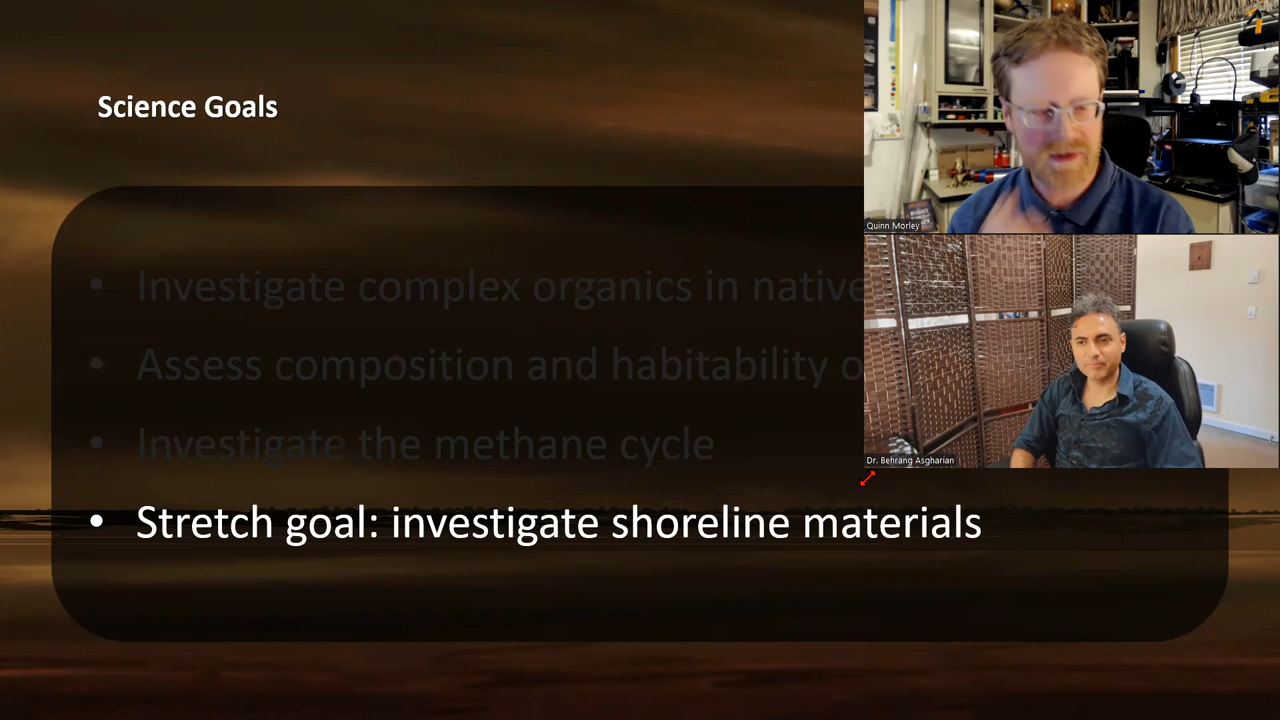 Science Goals
• Investigate complex organics in native
• Assess composition and habitability o
• Investigate the methane cycle
• Stretch goal: investigate shoreline materials
Quinn Morley
Dr. Behrang Asgharian